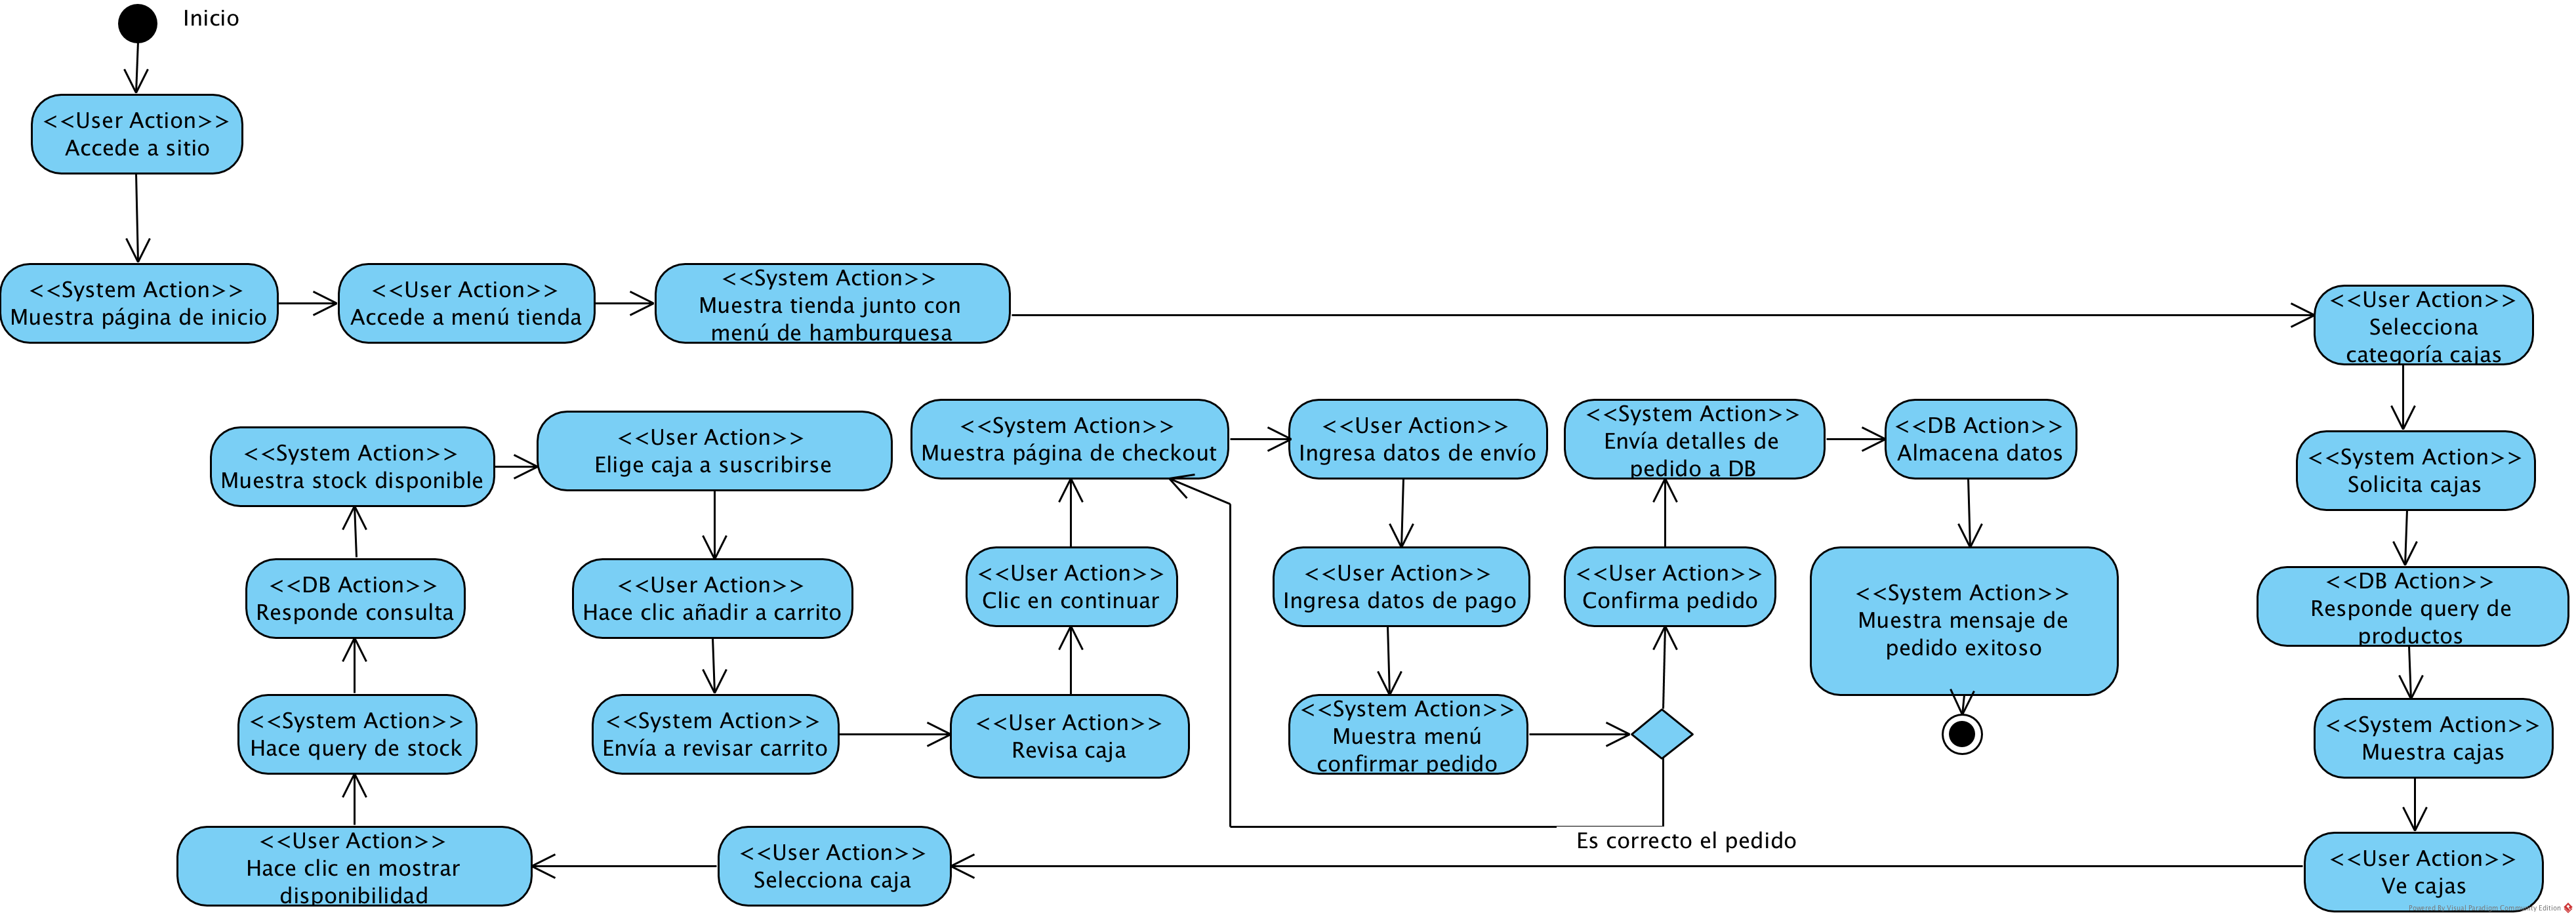 Inicio
<<User Action>>
Accede a sitio
<<System Action>>
Muestra página de inicio
<<User Action>>
Accede a menú tienda
<<System Action>>
Muestra tienda junto con
menú de hamburguesa
<<User Action>>
Selecciona
categoría cajas
<<System Action>>
Solicita cajas
<<DB Action>>
Responde query de
productos
<<System Action>>
Muestra cajas
<<User Action>>
Ve cajas
<<User Action>>
Selecciona caja
<<User Action>>
Hace clic en mostrar
disponibilidad
<<System Action>>
Hace query de stock
<<DB Action>>
Responde consulta
<<System Action>>
Muestra stock disponible
<<User Action>>
Elige caja a suscribirse
<<User Action>>
Hace clic añadir a carrito
<<System Action>>
Envía a revisar carrito
<<User Action>>
Revisa caja
<<User Action>>
Clic en continuar
<<System Action>>
Muestra página de checkout
<<User Action>>
Ingresa datos de envío
<<User Action>>
Ingresa datos de pago
<<System Action>>
Muestra menú
confirmar pedido
Es correcto el pedido
<<User Action>>
Confirma pedido
<<System Action>>
Envía detalles de
pedido a DB
<<DB Action>>
Almacena datos
<<System Action>>
Muestra mensaje de
pedido exitoso
Powered By Visual Paradigm Community Edition